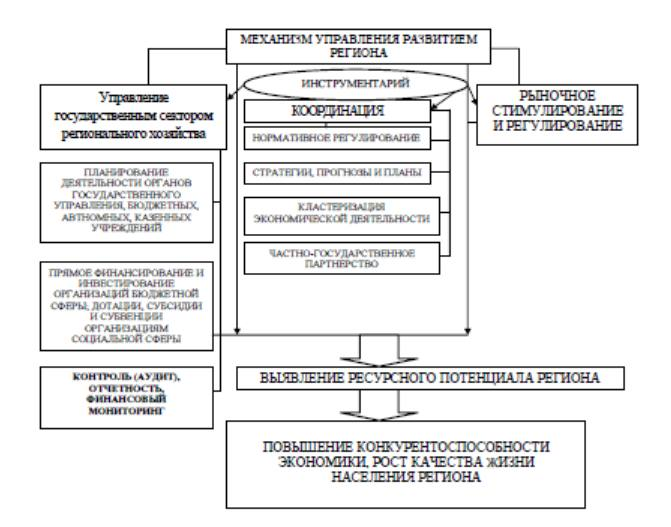 МЕХАНИЗМ УПРАВЛЕНИЯ РАЗВИТИЕМ
РЕГИОНА
ИНСТРУМЕНТАРИЙ
Управление
государственным сектором
регионального хозяйства
КООРДИНАЦИЯ
РЫНОЧНОЕ
СТИМУЛИРОВАНИЕ
И РЕГУЛИРОВАНИЕ
НОРМАТИВНОЕ РЕГУЛИРОВАНИЕ
СТРАТЕГИИ, ПРОГНОЗЫ И ПЛАНЫ
КЛАСТЕРИЗАЦИЯ
ЭКОНОМИЧЕСКОЙ ДЕЯТЕЛЬНОСТИ
ЧАСТНО-ГОСУДАРСТВЕННОЕ
ПАРТНЕРСТВО
ПЛАНИРОВАНИЕ
ДЕЯТЕЛЬНОСТИ ОРГАНОВ
ГОСУДАРСТВЕННОГО
УПРАВЛЕНИЯ, БЮДЖЕТНЫХ,
АВТНОМНЫХ, КАЗЕННЫХ
УЧРЕЖДЕНИЙ
ПРЯМОЕ ФИНАНСИРОВАНИЕ И
ИНВЕСТИРОВАНИЕ
ОРГАНИЗАЦИЙ БЮДЖЕТНОЙ
СФЕРЫ, ДОТАЦИИ, СУБСИДИИ
И СУБВЕНЦИИ
ОРГАНИЗАЦИЯМ
СОЦИАЛЬНОЙ СФЕРЫ
КОНТРОЛЬ (АУДИТ),
ОТЧЕТНОСТЬ,
ФИНАНСОВЫЙ
МОНИТОРИНГ
ВЫЯВЛЕНИЕ РЕСУРСНОГО ПОТЕНЦИАЛА РЕГИОНА
ПОВЫШЕНИЕ КОНКУРЕНТОСПОСОБНОСТИ
ЭКОНОМИКИ, РОСТ КАЧЕСТВА ЖИЗНИ
НАСЕЛЕНИЯ РЕГИОНА